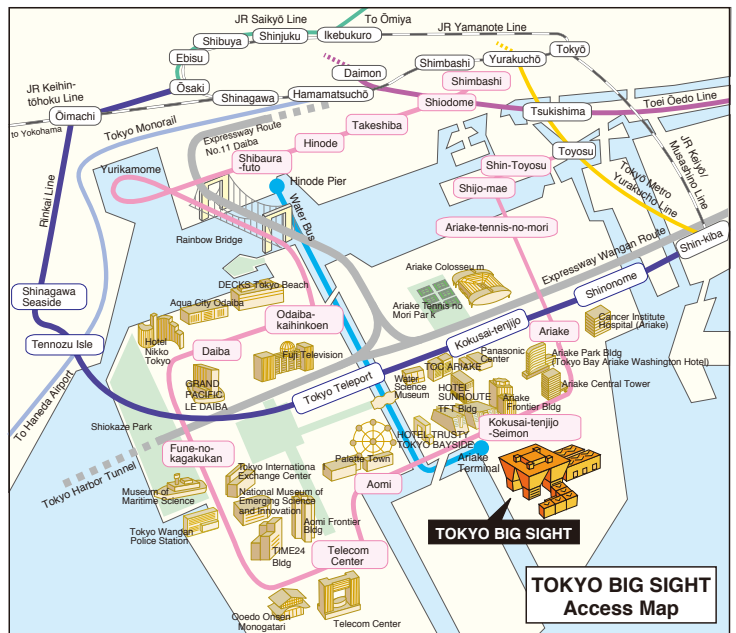 JR Saikyō Line
To Ōmiya
JR Yamanote Line
Shibuya
Shinjuku
Ikebukuro
Ebisu
Tokyō
Yurakuchō
Shimbashi
Daimon
Shimbashi
JR Keihin-
tōhoku Line
Ōsaki
Shinagawa
Hamamatsuchō
Shiodome
Toei Ōedo Line
Ōimachi
Tsukishima
to Yokohama
Tokyo Monorail
Expressway Route
No.11 Daiba
Takeshiba
Hinode
Toyosu
JR Keiyō/
Musashino Line
Shibaura
-futo
Shin-Toyosu
Yurikamome
Hinode Pier
Shijo-mae
Tokyō Metro
Yurakucho Line
Rinkai Line
Water Bus
Ariake-tennis-no-mori
Rainbow Bridge
Expressway Wangan Route
Shin-kiba
DECKS Tokyo Beach
Ariake Colosseu m
Shinagawa
Seaside
Aqua City Odaiba
Ariake Tennis no
Mori Par k
Shinonome
Odaiba-
kaihinkoen
Kokusai-tenjijo
Cancer Institute
Hospital (Ariake)
Tennozu Isle
Hotel
Nikko
Tokyo
Daiba
Fuji Television
Ariake
Panasonic
Center
TOC ARIAKE
Ariake Park Bldg
(Tokyo Bay Ariake Washington Hotel)
To Haneda Airport
GRAND
PACIFIC
LE DAIBA
Tokyo Teleport
Water
Science
Museum
HOTEL
SUNROUTE
Ariake Central Tower
TFT Bldg
Ariake
Frontier Bldg
Shiokaze Park
Kokusai-tenjijo
-Seimon
HOTEL TRUSTY
TOKYO BAYSIDE
Fune-no-
kagakukan
Palette Town
Ariake
Terminal
Tokyo Harbor Tunnel
Tokyo Internationa
Exchange Center
Aomi
Museum of
Maritime Science
National Museum of
Emerging Science
and Innovation
Aomi Frontier
Bldg
Tokyo Wangan
Police Station
TOKYO BIG SIGHT
TIME24
Bldg
Telecom
Center
Ooedo Onsen
Monogatari
Telecom Center
TOKYO BIG SIGHT
Access Map